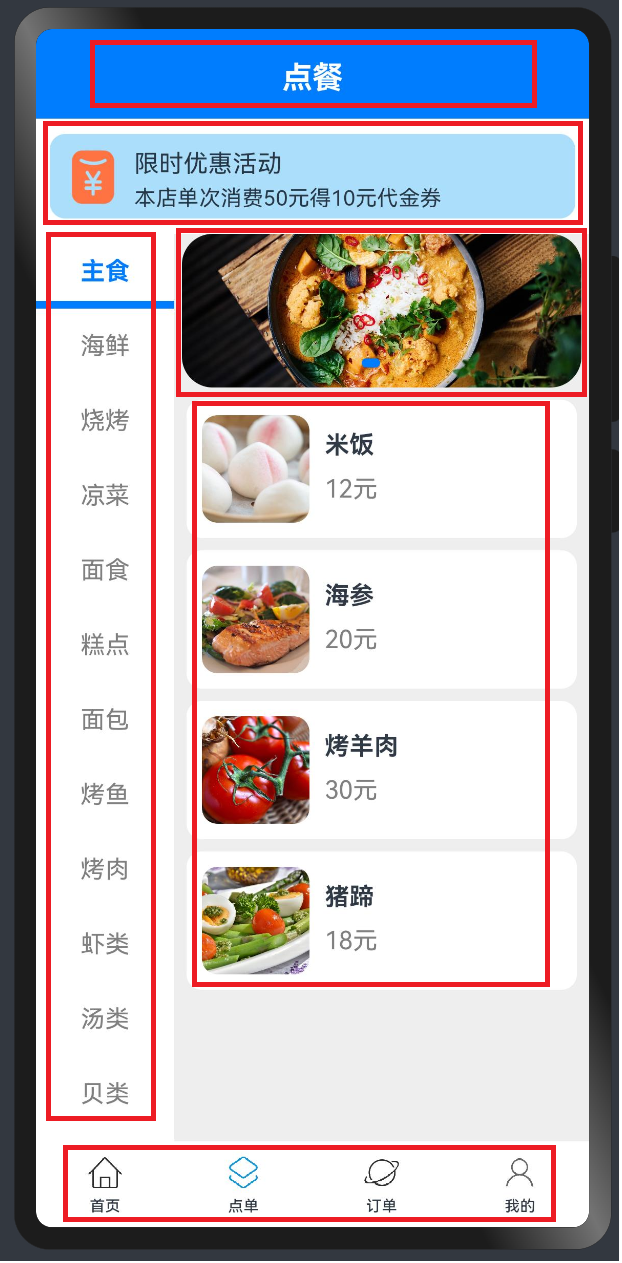 点餐
限时优惠活动
本店单次消费50元得10元代金券
主食
海鲜
烧烤
凉菜
面食
糕点
面包
烤鱼
烤肉
虾类
汤类
贝类
米饭
12元
海参
20元
烤羊肉
30元
猪蹄
18元
首页
点单
订单
我的